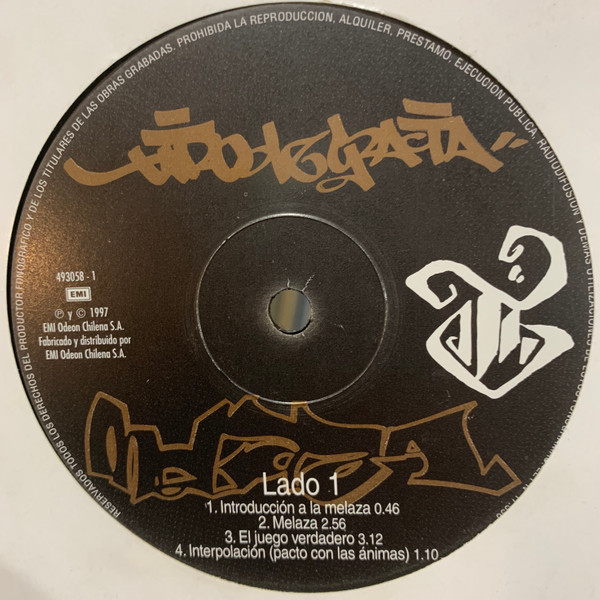 RESERVADOS TODOS LOS DERECHOS DEL PRODUCTOR FONOGRAFICO Y DE LOS TITULARES DE LAS OBRAS GRABADAS. PROHIBIDA LA REPRODUCCION, ALQUILER, PRESTAMO, EJECUCION PUBLICA, RADIODIFUSION Y DEMAS UTILIZACIONES DE
Tiro de gracia
493058 - 1
EMI
℗ y © 1997
EMI Odeon Chilena S.A.
Fabricado y distribuido por
EMI Odeon Chilena S.A.
Melaza
Lado 1
1. Introducción a la melaza 0.46
2. Melaza 2.56
3. El juego verdadero 3.12
4. Interpolación (pacto con las ánimas) 1.10